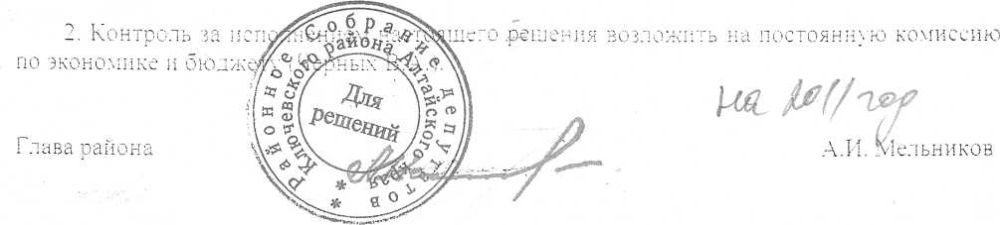 2. Контроль за исполнением настоящего решения возложить на постоянную комиссию
по экономике и бюджету (Черных
на 2011 год
Глава района
А.И. Мельников
Районное Собрание депутатов
Ключевского района Алтайского края
Для
решений